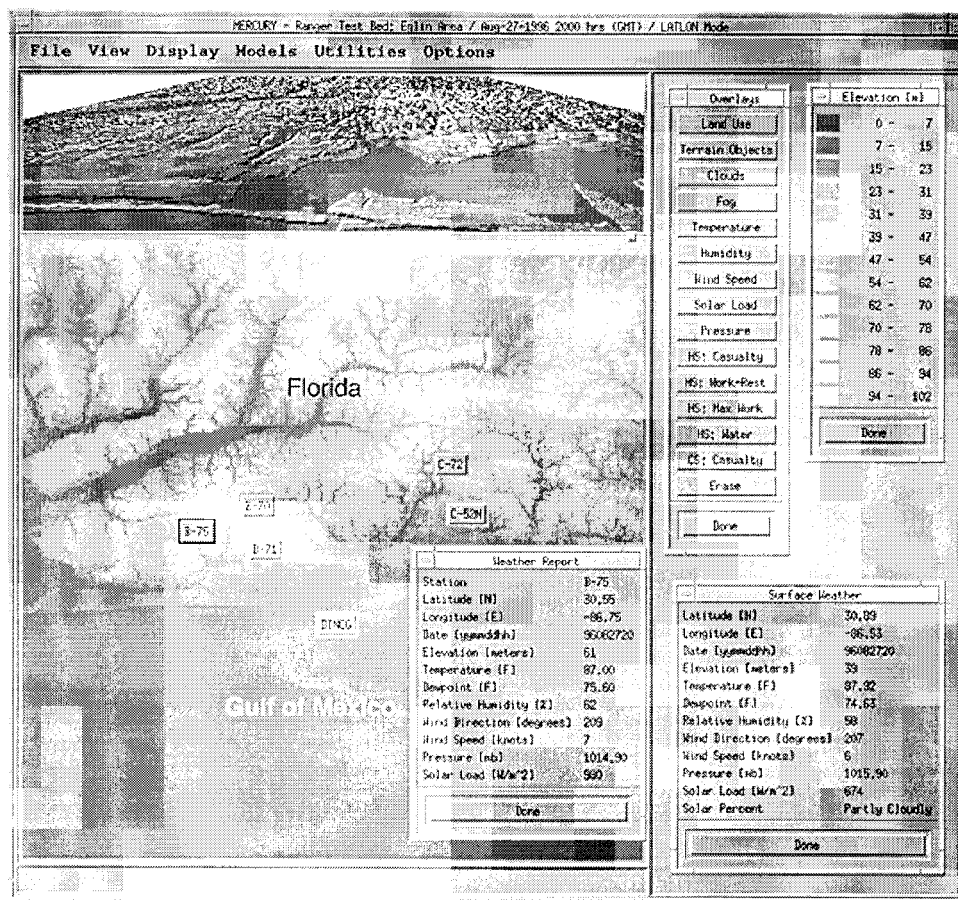 MERCURY - Ranger Test Bed: Eglin Area / Aug-27-1996 2000 hrs (GMT) / LATLON Mode
File View Display Models Utilities Options
Overlays
Land Use
Terrain Objects
Clouds
Fog
Temperature
Humidity
Wind Speed
Solar Load
Pressure
HS: Casualty
HS: Work-Rest
HS: Max Work
HS: Water
CS: Casualty
Erase
Done
Elevation [m]
0 - 7
7 - 15
15 - 23
23 - 31
31 - 39
39 - 47
47 - 54
54 - 62
62 - 70
70 - 78
78 - 86
86 - 94
94 - 102
Done
Florida
C-72
C-52N
B-75
B-71
Gulf of Mexico
Weather Report
Station B-75
Latitude [N] 30.55
Longitude [E] -86.75
Date [yymmddhh] 96082720
Elevation [meters] 61
Temperature [F] 87.00
Dewpoint [F] 75.60
Relative Humidity [%] 62
Wind Direction [degrees] 209
Wind Speed [knots] 7
Pressure [mb] 1014.90
Solar Load [W/m^2]
Done
Surface Weather
Latitude [N] 30.89
Longitude [E] -86.53
Date [yymmddhh] 96082720
Elevation [meters] 39
Temperature [F] 87.92
Dewpoint [F] 74.63
Relative Humidity [%] 58
Wind Direction [degrees] 207
Wind Speed [knots] 6
Pressure [mb] 1015.90
Solar Load [W/m^2] 674
Solar Percent Partly Cloudly
Done